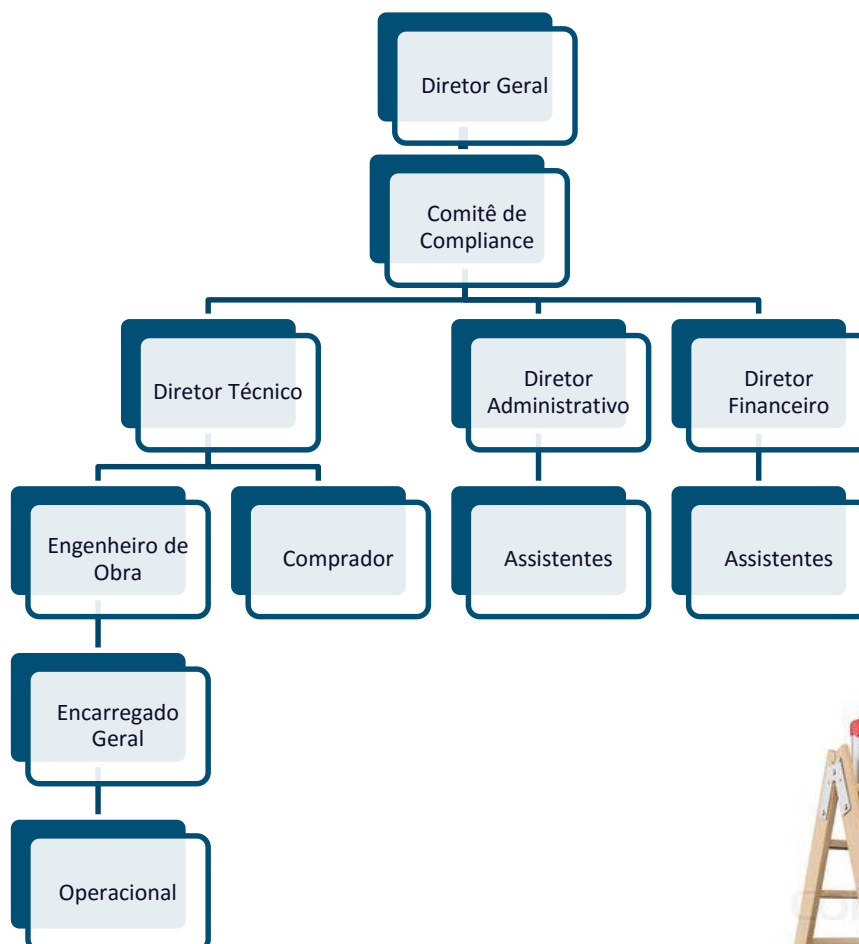 Diretor Geral
Comitê de
Compliance
Diretor Técnico
Diretor
Administrativo
Diretor
Financeiro
Engenheiro de
Obra
Comprador
Assistentes
Assistentes
Encarregado
Geral
Operacional